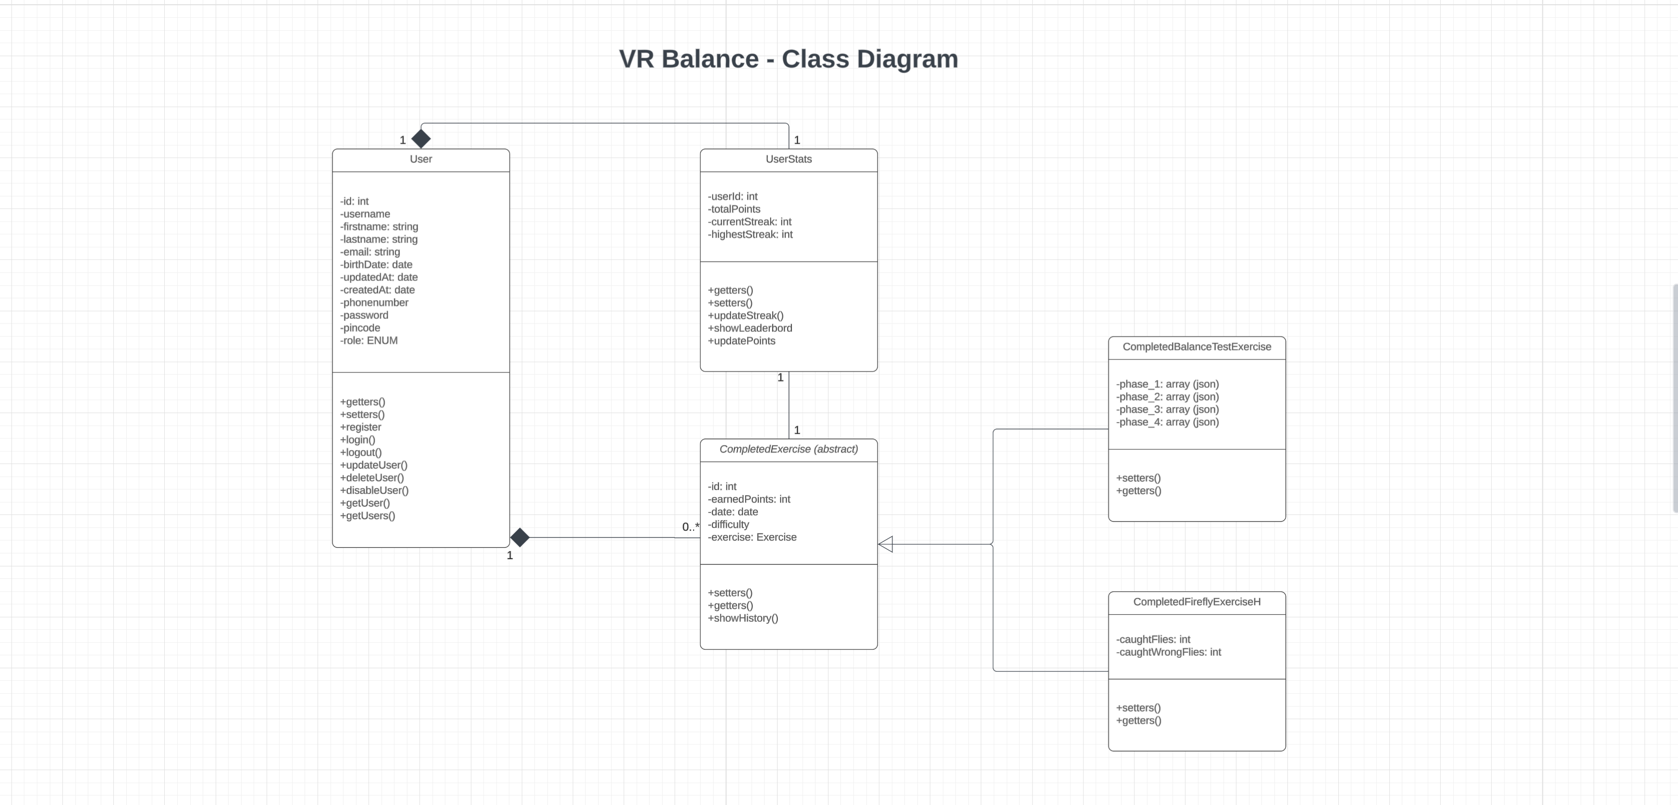 VR Balance - Class Diagram
1
1
User
-id: int
-username
-firstname: string
-lastname: string
-email: string
-birthDate: date
-updatedAt: date
-createdAt: date
-phonenumber
-password
-pincode
-role: ENUM
+getters()
+setters()
+register
+login()
+logout()
+updateUser()
+deleteUser()
+disableUser()
+getUser()
+getUsers()
1
UserStats
-userId: int
-totalPoints
-currentStreak: int
-highestStreak: int
+getters()
+setters()
+updateStreak()
+showLeaderbord
+updatePoints
1
1
0..*
CompletedExercise (abstract)
-id: int
-earnedPoints: int
-date: date
-difficulty
-exercise: Exercise
+setters()
+getters()
+showHistory()
CompletedBalanceTestExercise
-phase_1: array (json)
-phase_2: array (json)
-phase_3: array (json)
-phase_4: array (json)
+setters()
+getters()
CompletedFireflyExerciseH
-caughtFlies: int
-caughtWrongFlies: int
+setters()
+getters()